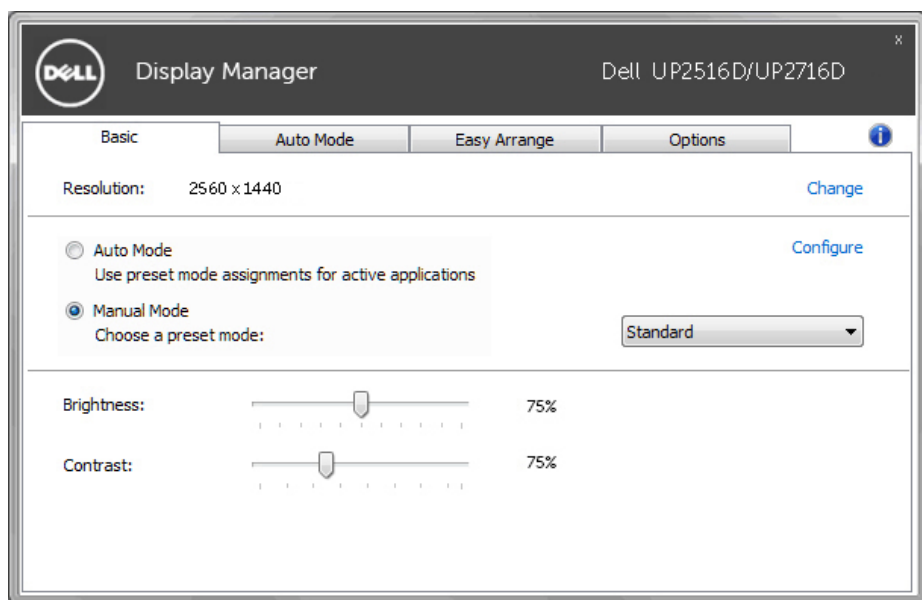 x
DELL Display Manager Dell UP2516D/UP2716D
Basic Auto Mode Easy Arrange Options i
Resolution: 2560 x 1440 Change
Auto Mode Configure
Use preset mode assignments for active applications
Manual Mode
Choose a preset mode: Standard
Brightness: 75%
Contrast: 75%